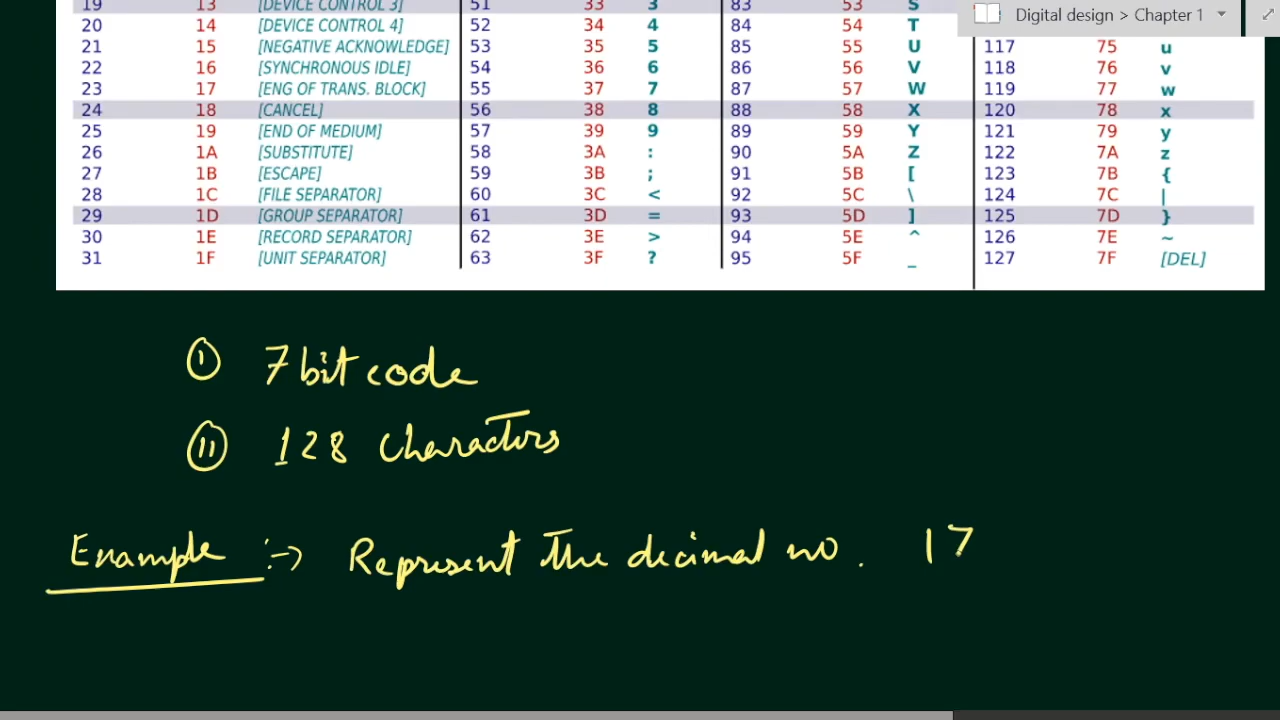 19 13 [DEVICE CONTROL 3] 51 33 3 83 53 S
Digital design > Chapter 1
20 14 [DEVICE CONTROL 4] 52 34 4 84 54 T
21 15 [NEGATIVE ACKNOWLEDGE] 53 35 5 85 55 U 117 75 u
22 16 [SYNCHRONOUS IDLE] 54 36 6 86 56 V 118 76 v
23 17 [ENG OF TRANS. BLOCK] 55 37 7 87 57 W 119 77 w
24 18 [CANCEL] 56 38 8 88 58 X 120 78 x
25 19 [END OF MEDIUM] 57 39 9 89 59 Y 121 79 y
26 1A [SUBSTITUTE] 58 3A : 90 5A Z 122 7A z
27 1B [ESCAPE] 59 3B ; 91 5B [ 123 7B {
28 1C [FILE SEPARATOR] 60 3C < 92 5C \ 124 7C |
29 1D [GROUP SEPARATOR] 61 3D = 93 5D ] 125 7D }
30 1E [RECORD SEPARATOR] 62 3E > 94 5E ^ 126 7E ~
31 1F [UNIT SEPARATOR] 63 3F ? 95 5F _ 127 7F [DEL]
I 7 bit code
II 128 characters
Example :→ Represent the decimal no. 17